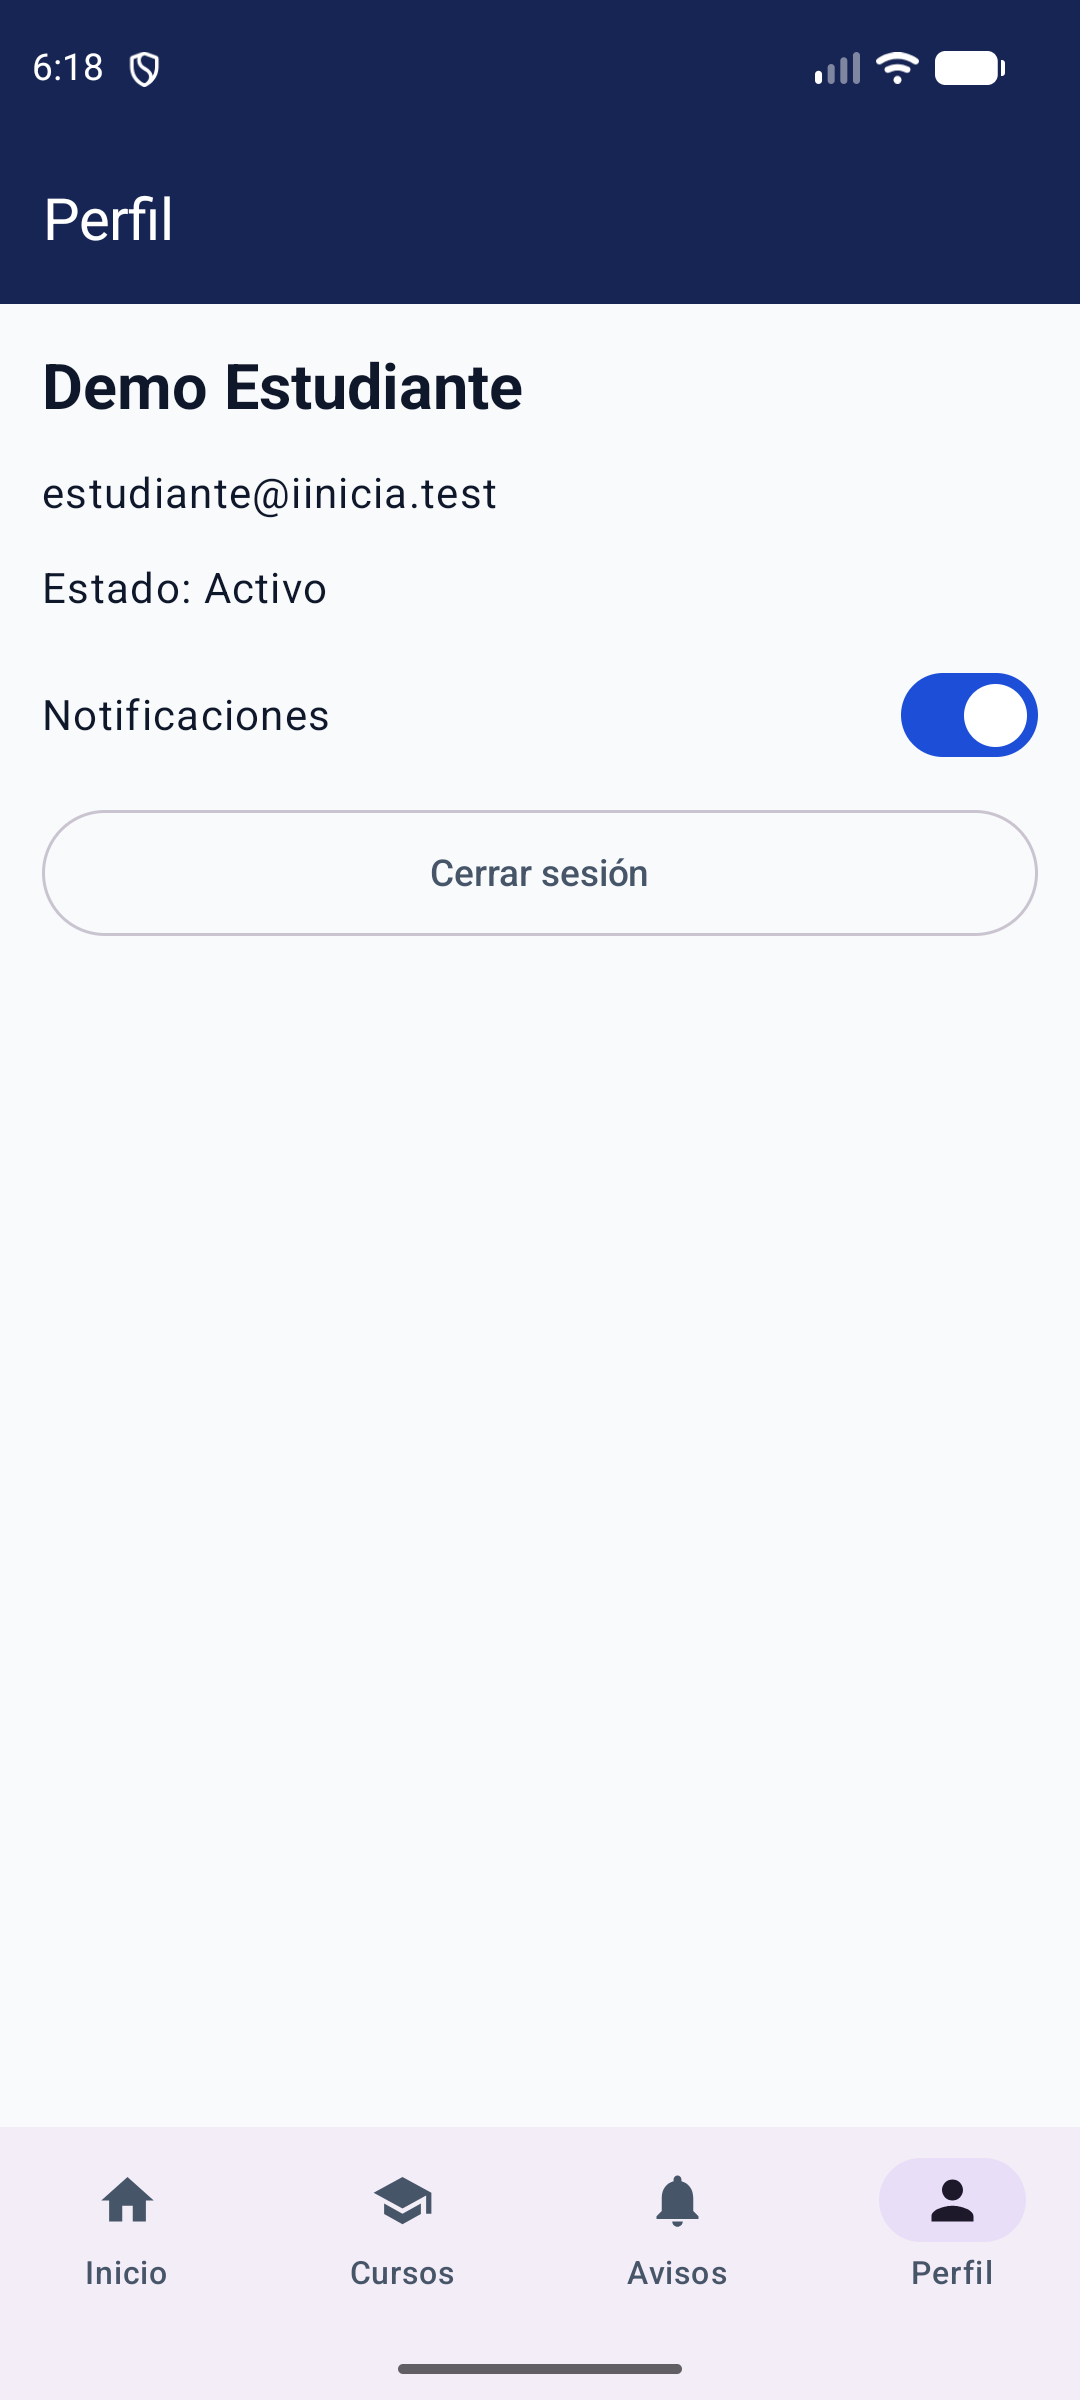 6:18
Perfil
Demo Estudiante
estudiante@iinicia.test
Estado: Activo
Notificaciones
Cerrar sesión
Inicio
Cursos
Avisos
Perfil